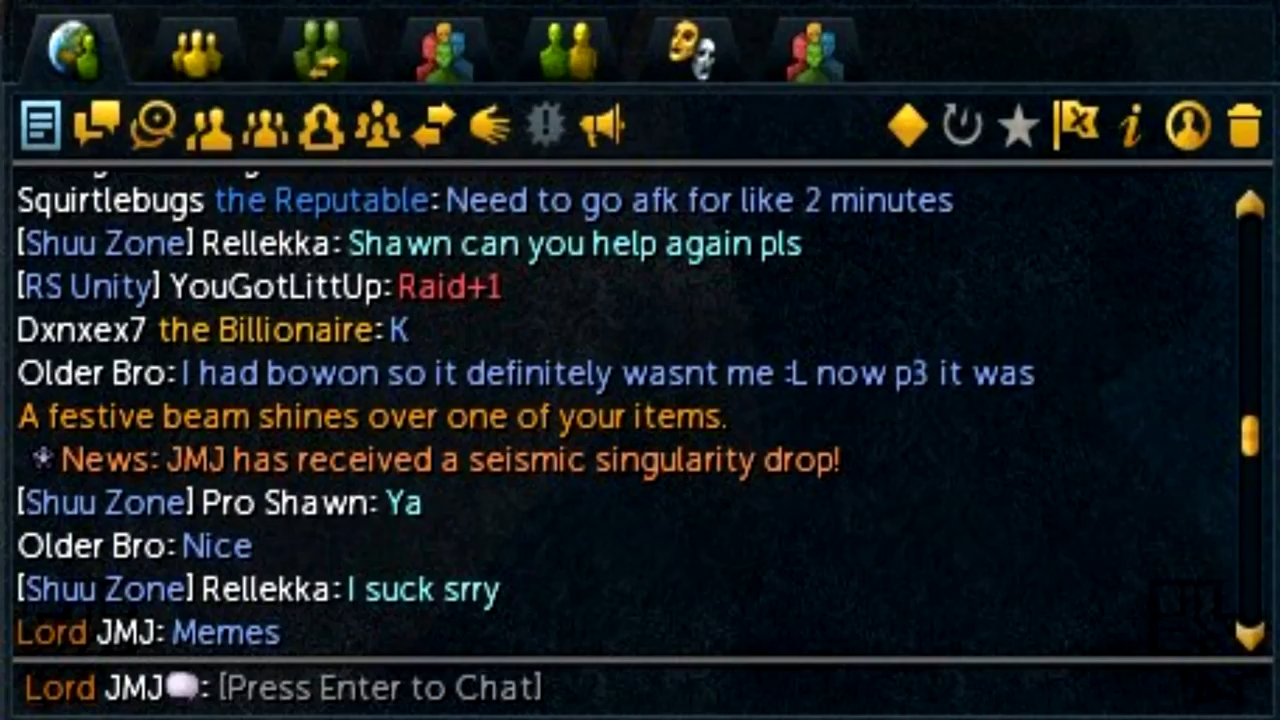 Squirtlebugs the Reputable: Need to go afk for like 2 minutes
[Shuu Zone] Rellekka: Shawn can you help again pls
[RS Unity] YouGotLittUp: Raid+1
Dxnxex7 the Billionaire: K
Older Bro: I had bowon so it definitely wasnt me :L now p3 it was
A festive beam shines over one of your items.
News: JMJ has received a seismic singularity drop!
[Shuu Zone] Pro Shawn: Ya
Older Bro: Nice
[Shuu Zone] Rellekka: I suck srry
Lord JMJ: Memes
Lord JMJ: [Press Enter to Chat]